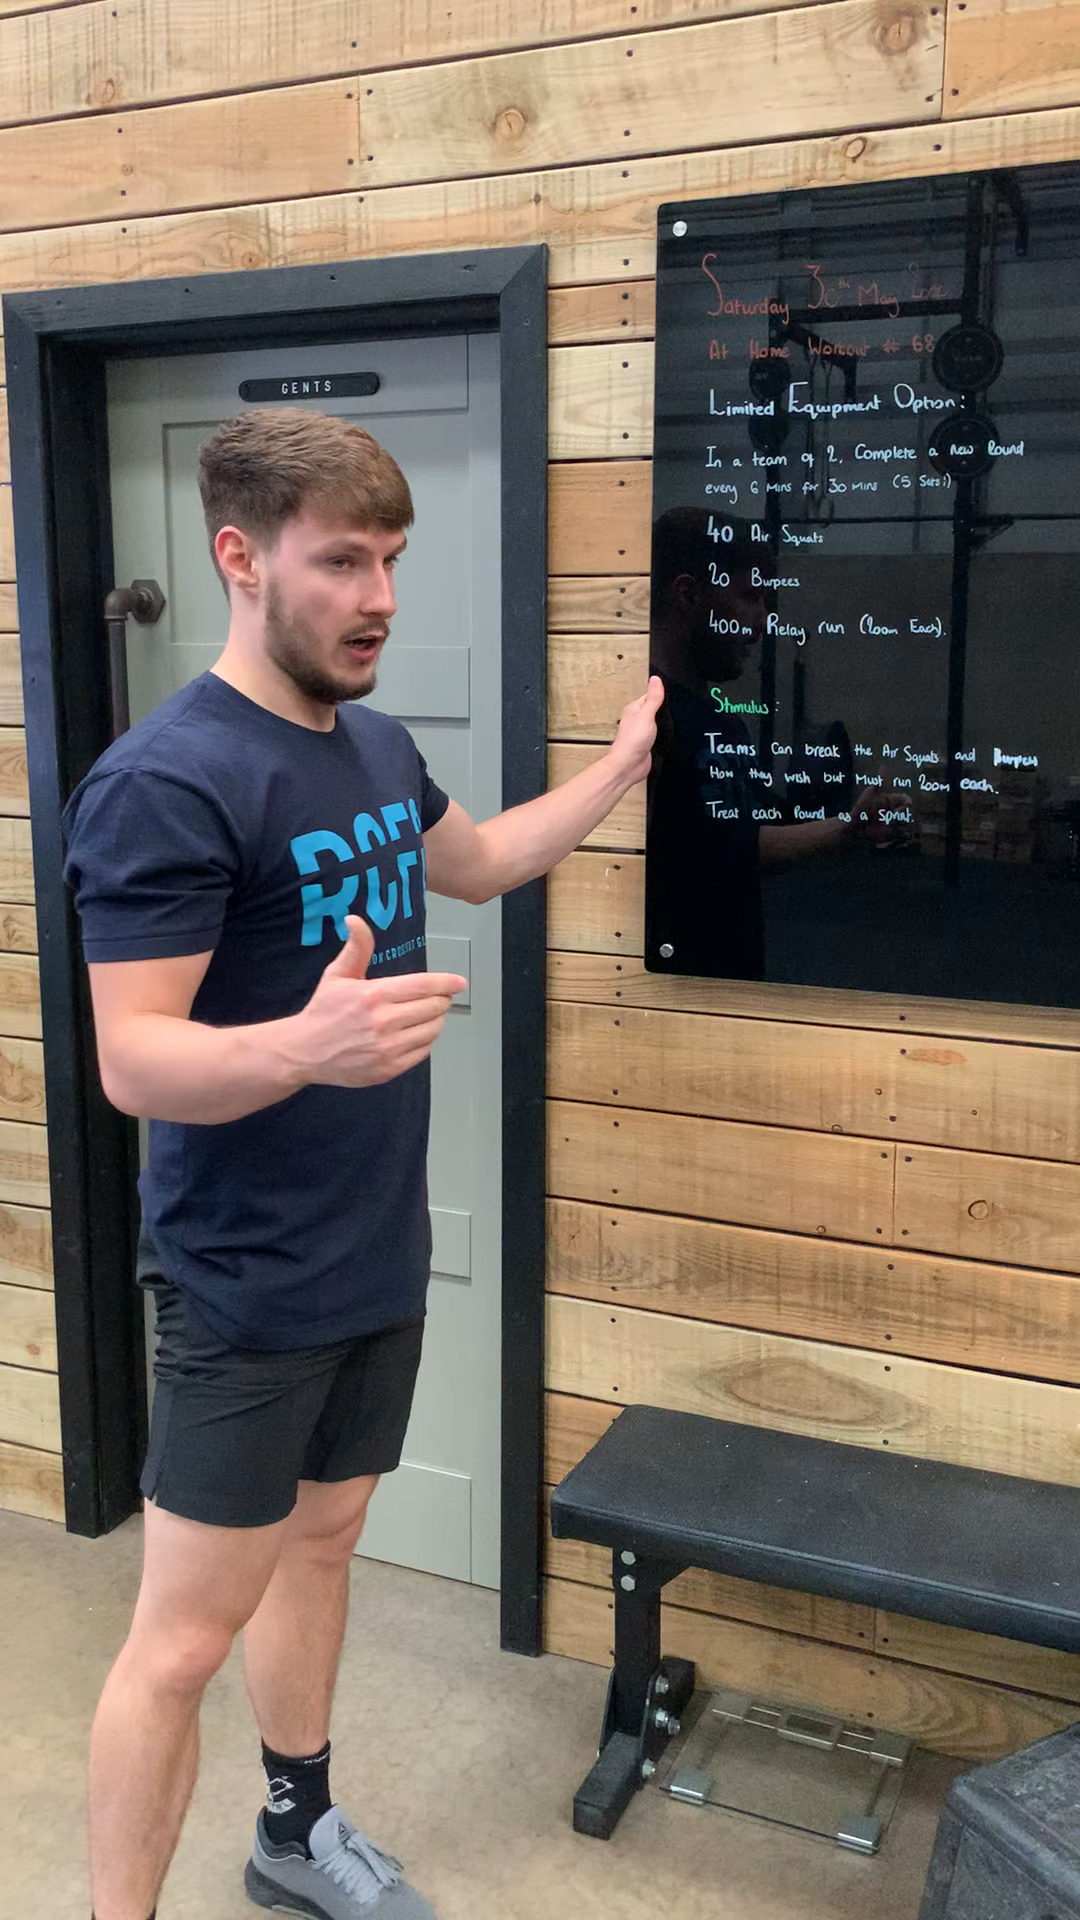 GENTS
Saturday 30th May 2020
At Home Workout # 68
Limited Equipment Option:
In a team of 2, Complete a new Round
every 6 Mins for 30 Mins (5 Sets:)
40 Air Squats
20 Burpees
400m Relay run (200m Each).
Stimulus:
Teams Can break the Air Squats and Burpees
How they wish but Must run 200m each.
Treat each Round as a Sprint.
CROSSFIT